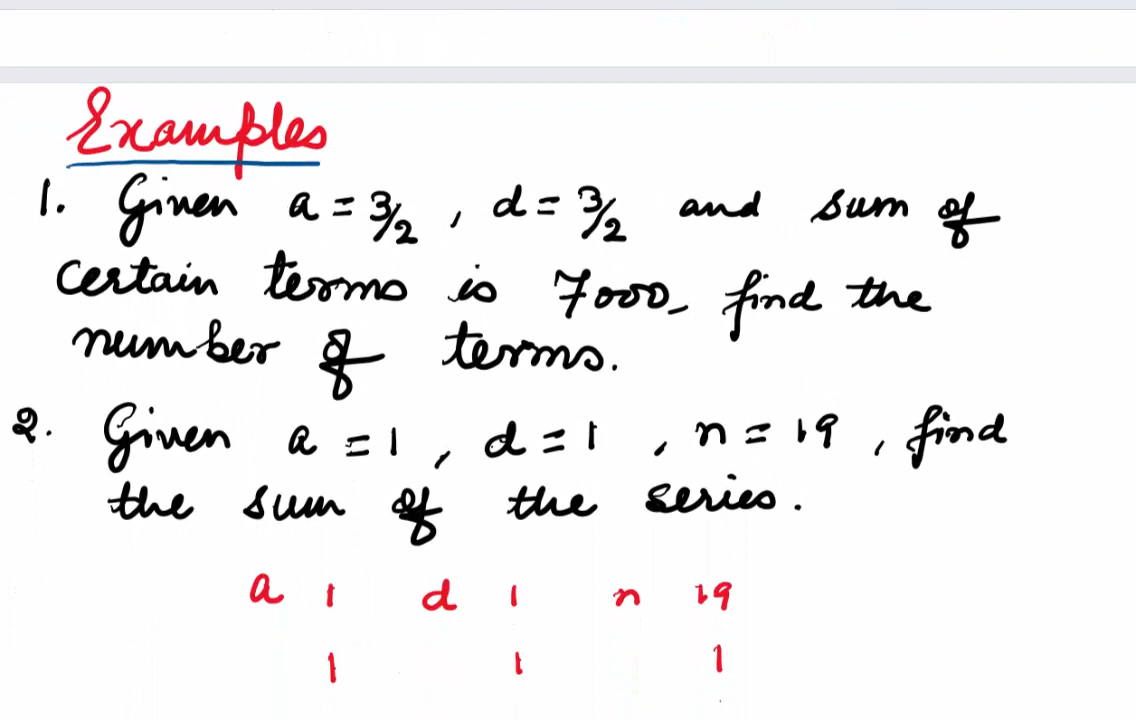 Examples
1. Given a = 3/2 , d = 3/2 and sum of
certain terms is 7000, find the
number of terms.
2. Given a = 1 , d = 1 , n = 19 , find
the sum of the series.
a 1 d 1 n 19
1 1 1